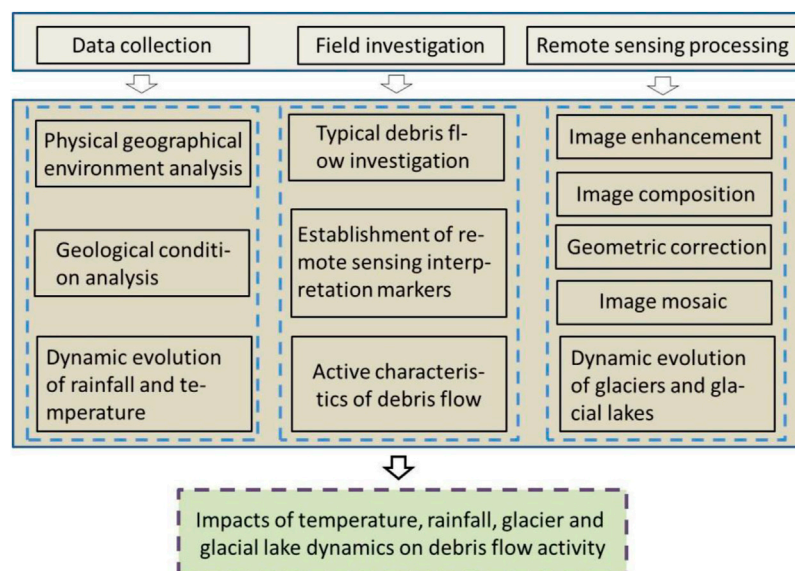 Data collection
Field investigation
Remote sensing processing
Physical geographical
environment analysis
Geological conditi-
on analysis
Dynamic evolution
of rainfall and te-
mperature
Typical debris fl-
ow investigation
Establishment of re-
mote sensing interp-
retation markers
Active characteris-
tics of debris flow
Image enhancement
Image composition
Geometric correction
Image mosaic
Dynamic evolution
of glaciers and gla-
cial lakes
Impacts of temperature, rainfall, glacier and
glacial lake dynamics on debris flow activity